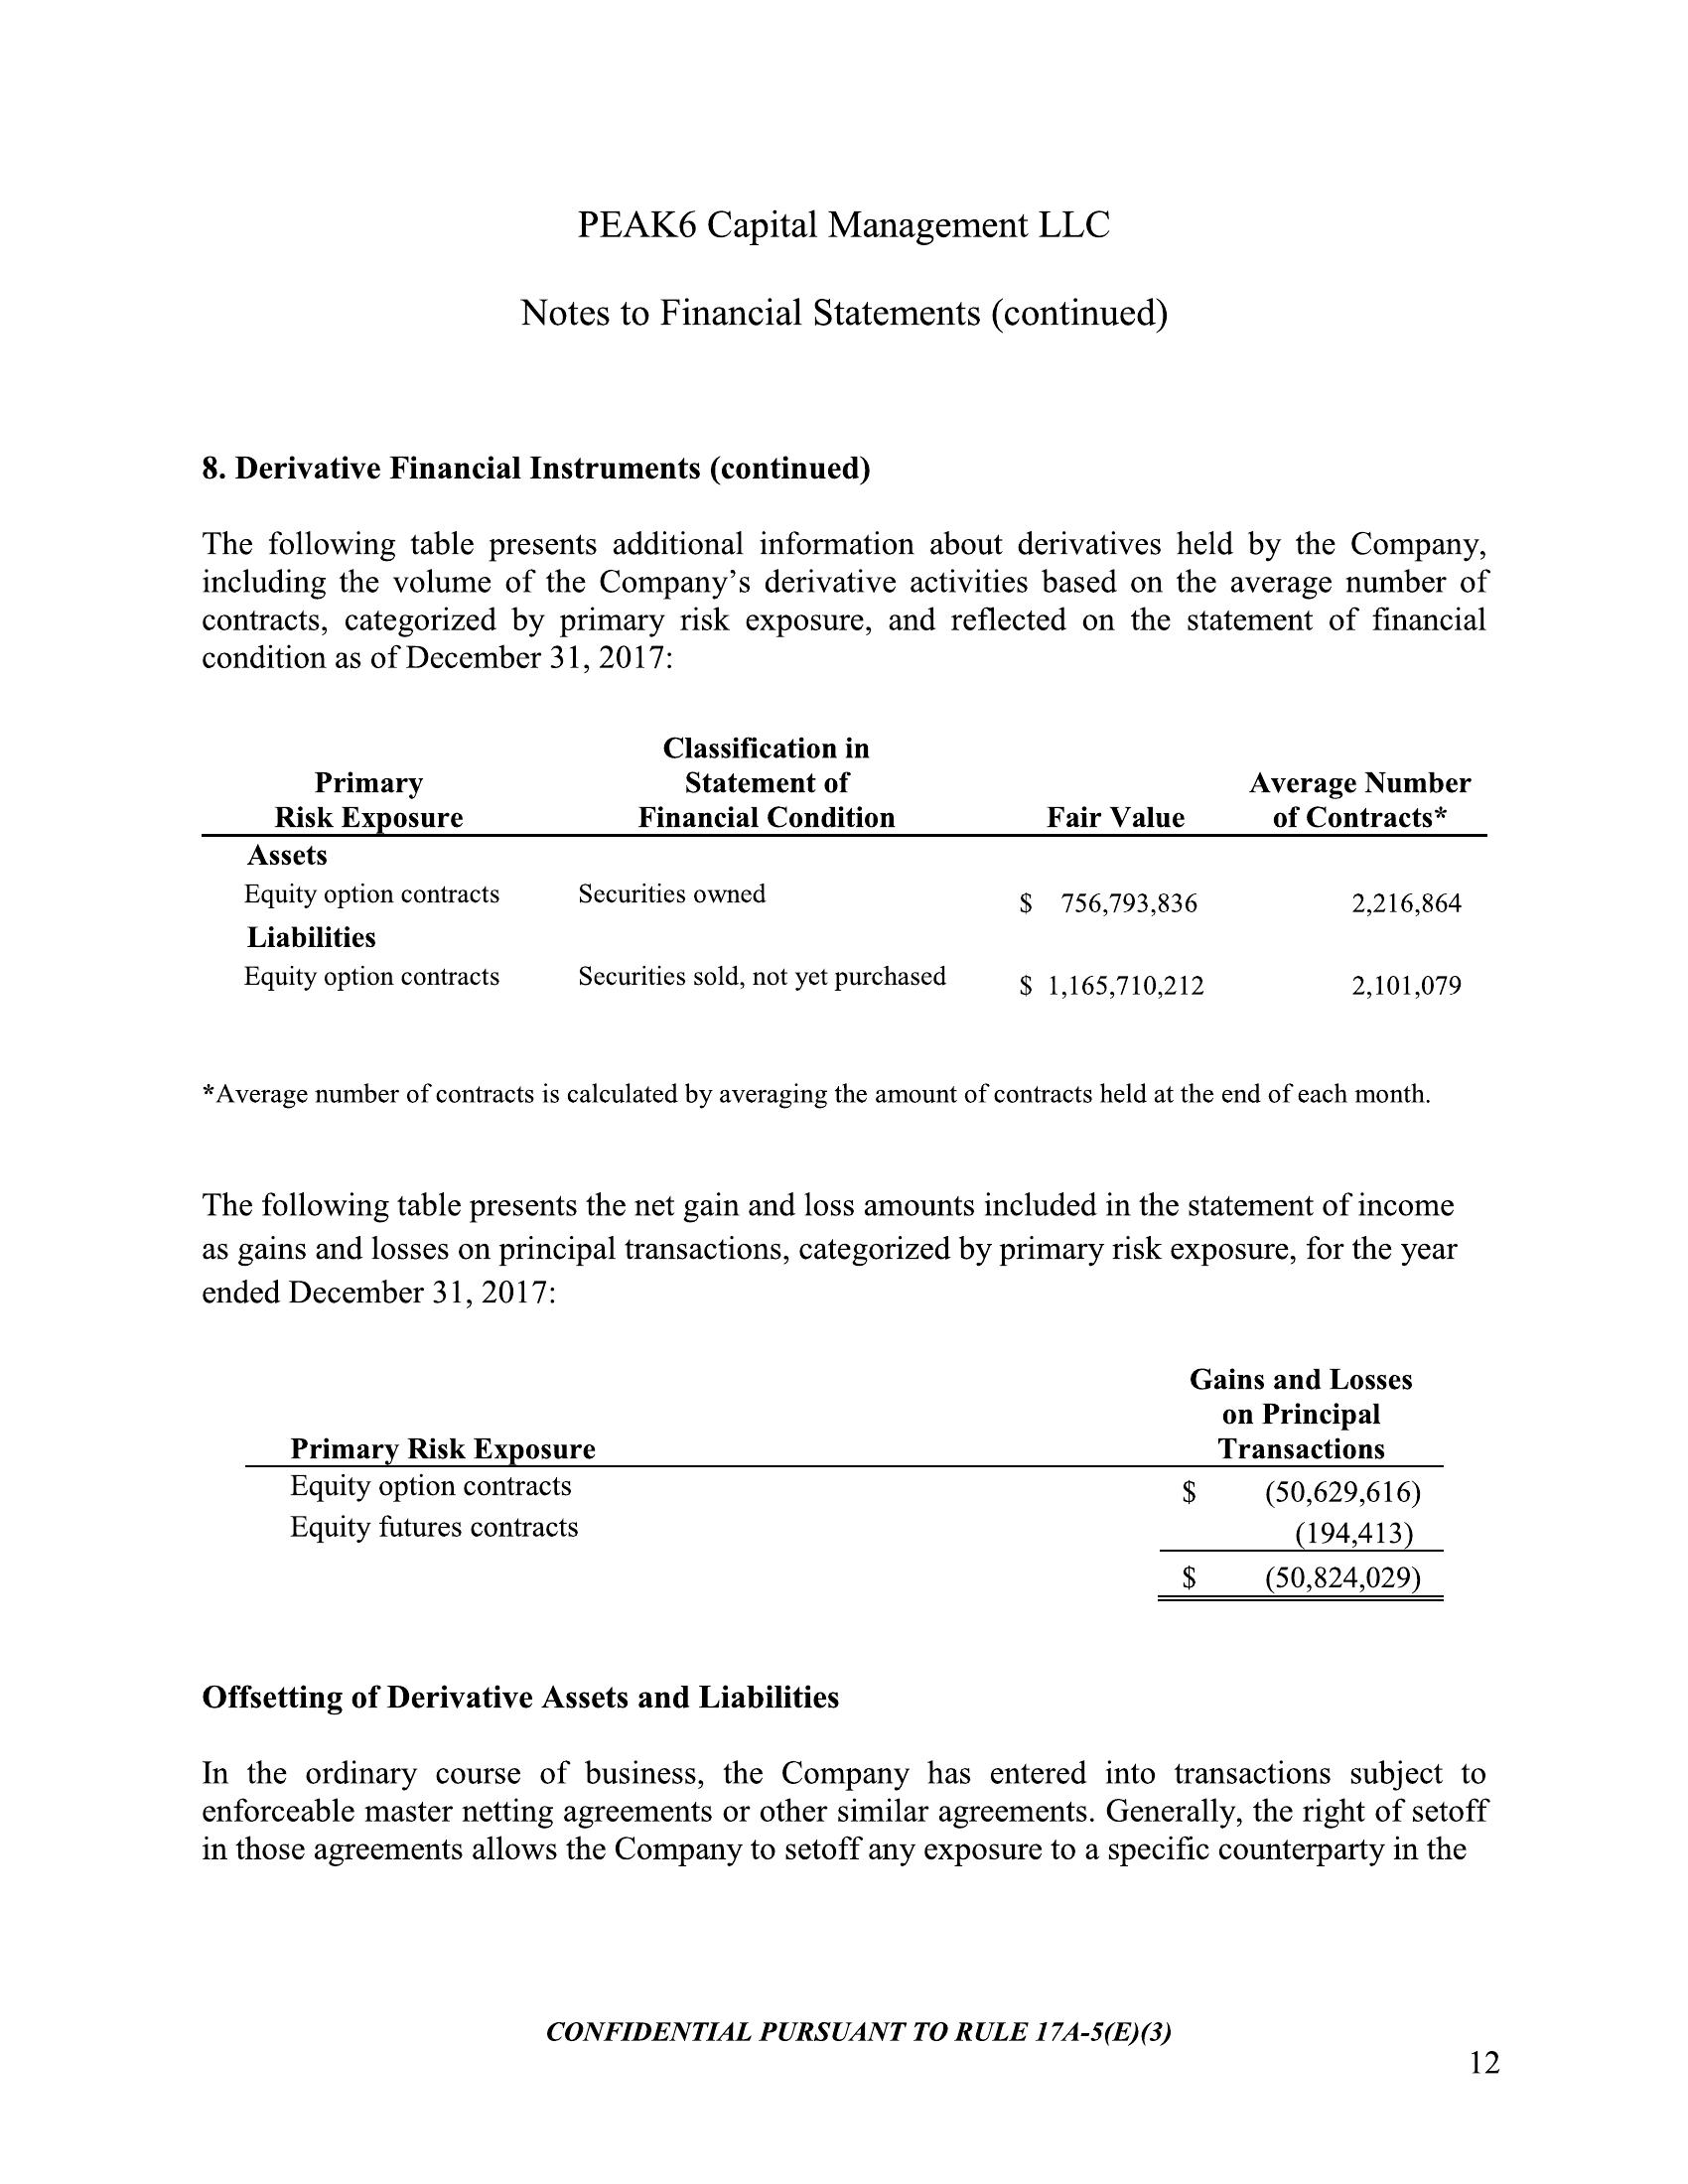 PEAK6 Capital Management LLC
Notes to Financial Statements (continued)
8. Derivative Financial Instruments (continued)
The following table presents additional information about derivatives held by the Company,
including the volume of the Company’s derivative activities based on the average number of
contracts, categorized by primary risk exposure, and reflected on the statement of financial
condition as of December 31, 2017:
Classification in
Primary Statement of Average Number
Risk Exposure Financial Condition Fair Value of Contracts*
Assets
Equity option contracts Securities owned $ 756,793,836 2,216,864
Liabilities
Equity option contracts Securities sold, not yet purchased $ 1,165,710,212 2,101,079
*Average number of contracts is calculated by averaging the amount of contracts held at the end of each month.
The following table presents the net gain and loss amounts included in the statement of income
as gains and losses on principal transactions, categorized by primary risk exposure, for the year
ended December 31, 2017:
Gains and Losses
on Principal
Primary Risk Exposure Transactions
Equity option contracts $ (50,629,616)
Equity futures contracts (194,413)
$ (50,824,029)
Offsetting of Derivative Assets and Liabilities
In the ordinary course of business, the Company has entered into transactions subject to
enforceable master netting agreements or other similar agreements. Generally, the right of setoff
in those agreements allows the Company to setoff any exposure to a specific counterparty in the
CONFIDENTIAL PURSUANT TO RULE 17A-5(E)(3)
12